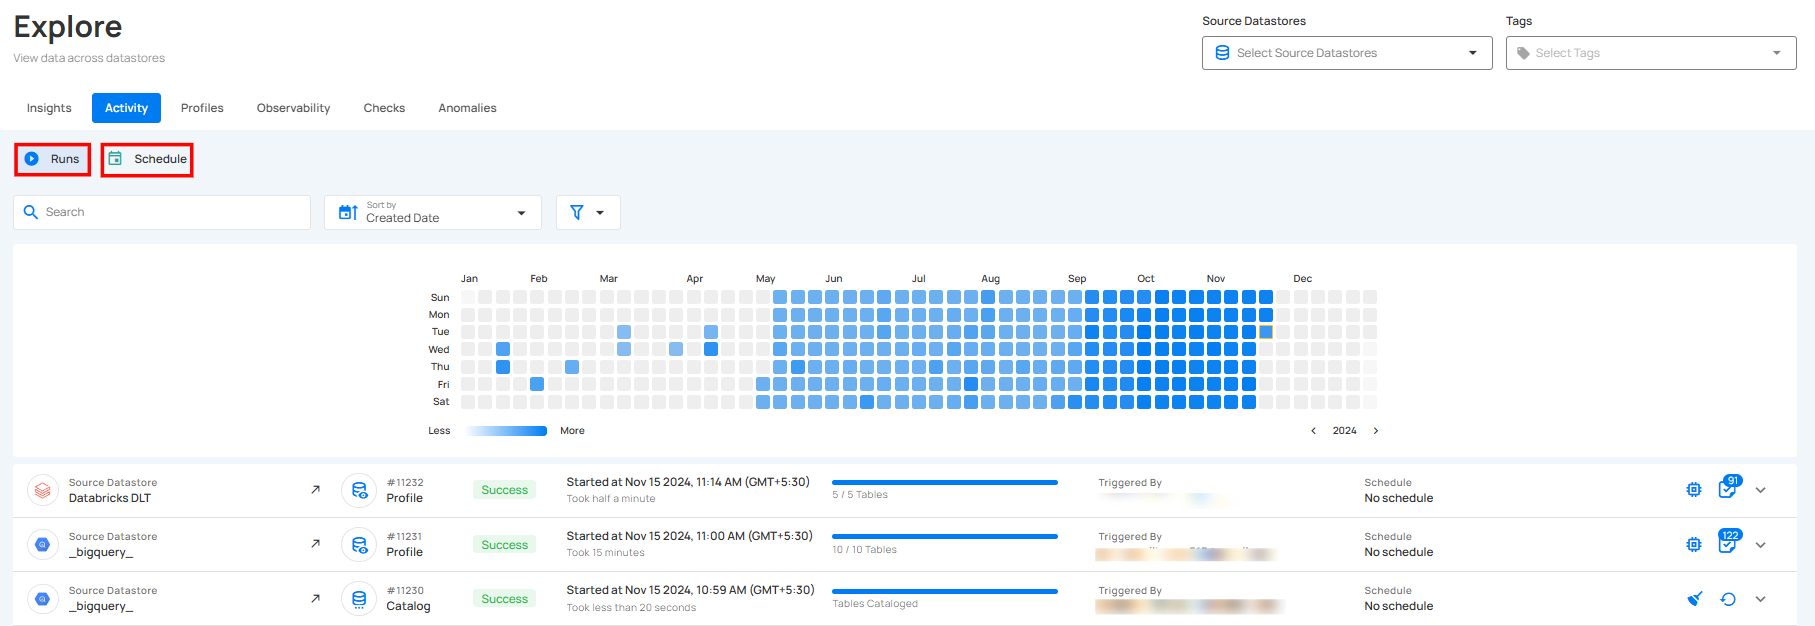 Explore
View data across datastores
Source Datastores
Select Source Datastores
Tags
Select Tags
Insights Activity Profiles Observability Checks Anomalies
Runs Schedule
Search
Sort by
Created Date
Jan Feb Mar Apr May Jun Jul Aug Sep Oct Nov Dec
Sun
Mon
Tue
Wed
Thu
Fri
Sat
Less More
2024
Source Datastore
Databricks DLT
#11232
Profile
Success
Started at Nov 15 2024, 11:14 AM (GMT+5:30)
Took half a minute
5 / 5 Tables
Triggered By
Schedule
No schedule
91
Source Datastore
_bigquery_
#11231
Profile
Success
Started at Nov 15 2024, 11:00 AM (GMT+5:30)
Took 15 minutes
10 / 10 Tables
Triggered By
Schedule
No schedule
122
Source Datastore
_bigquery_
#11230
Catalog
Success
Started at Nov 15 2024, 10:59 AM (GMT+5:30)
Took less than 20 seconds
Tables Cataloged
Triggered By
Schedule
No schedule